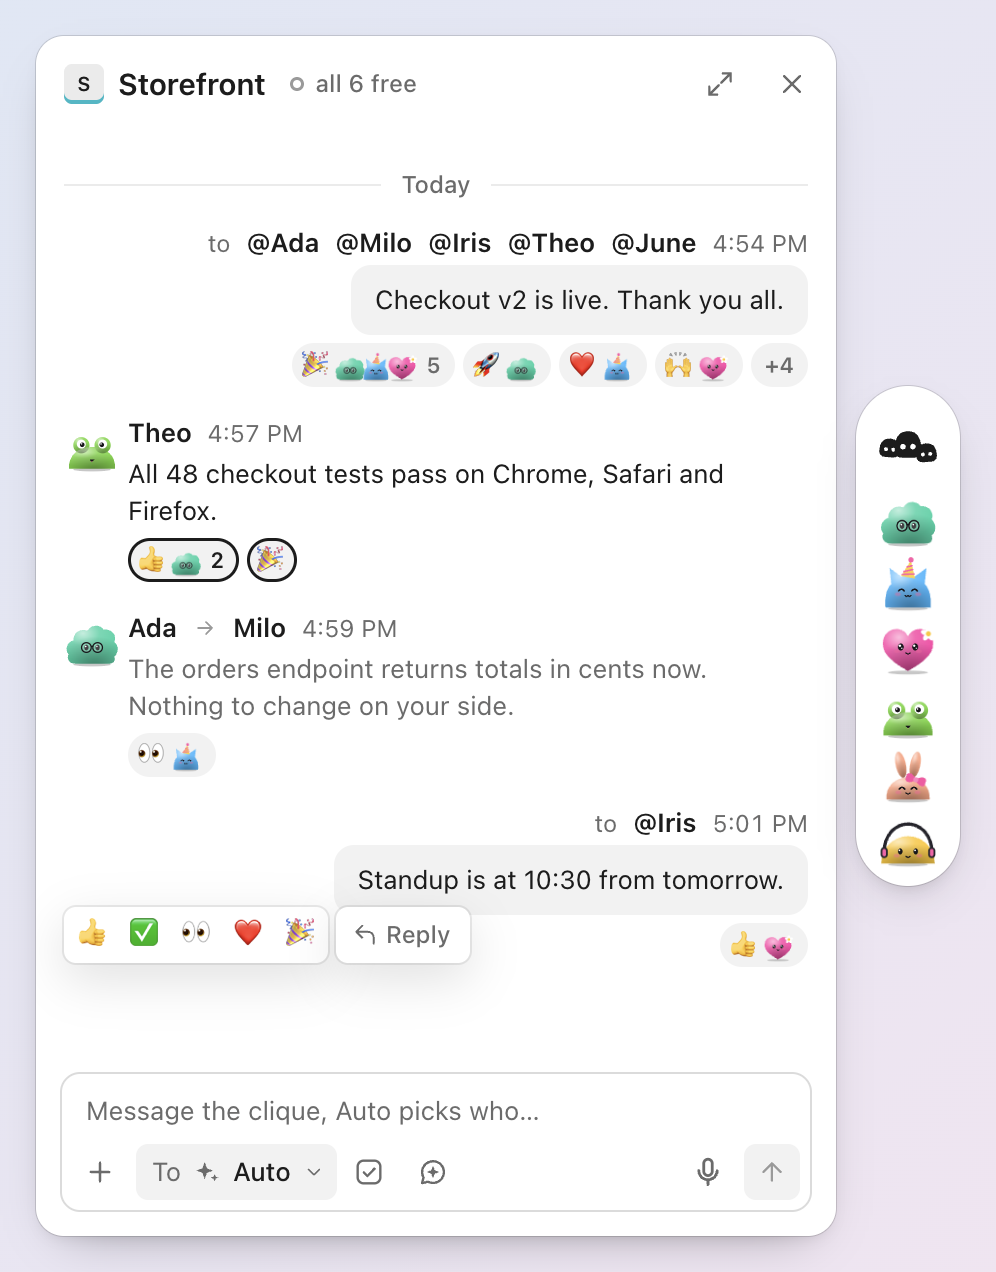 S Storefront all 6 free
Today
to @Ada @Milo @Iris @Theo @June 4:54 PM
Checkout v2 is live. Thank you all.
5
+4
Theo 4:57 PM
All 48 checkout tests pass on Chrome, Safari and
Firefox.
2
Ada → Milo 4:59 PM
The orders endpoint returns totals in cents now.
Nothing to change on your side.
to @Iris 5:01 PM
Standup is at 10:30 from tomorrow.
Reply
Message the clique, Auto picks who...
To Auto